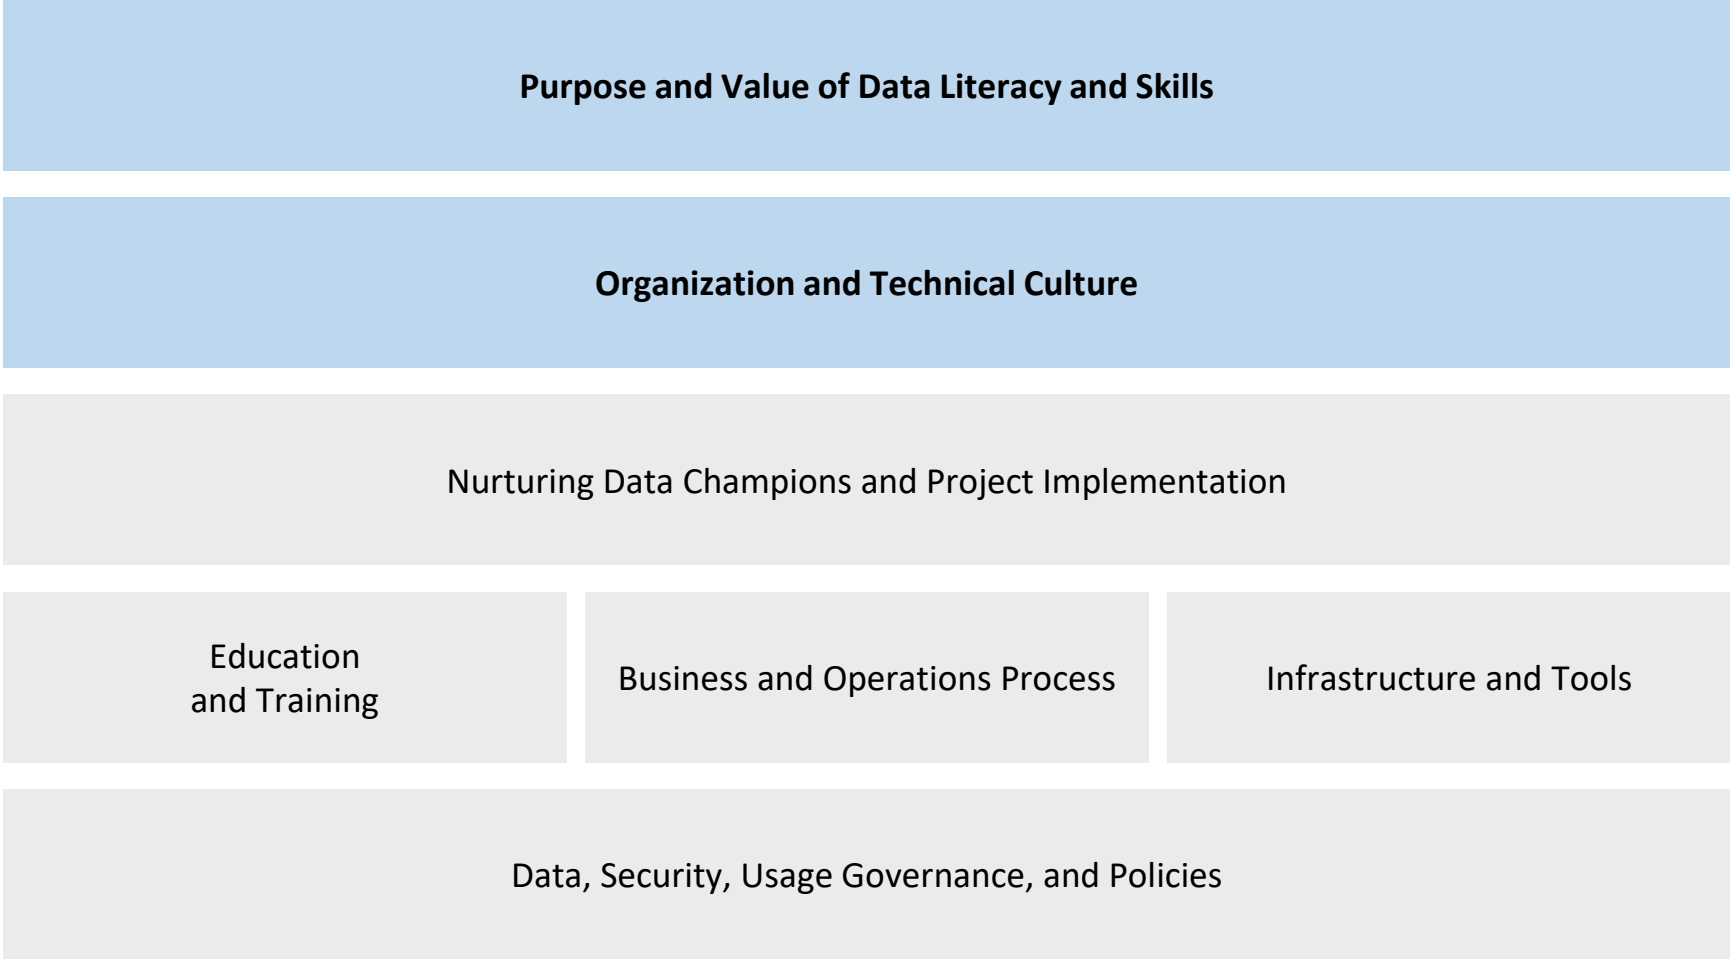 Purpose and Value of Data Literacy and Skills
Organization and Technical Culture
Nurturing Data Champions and Project Implementation
Education
and Training
Business and Operations Process
Infrastructure and Tools
Data, Security, Usage Governance, and Policies